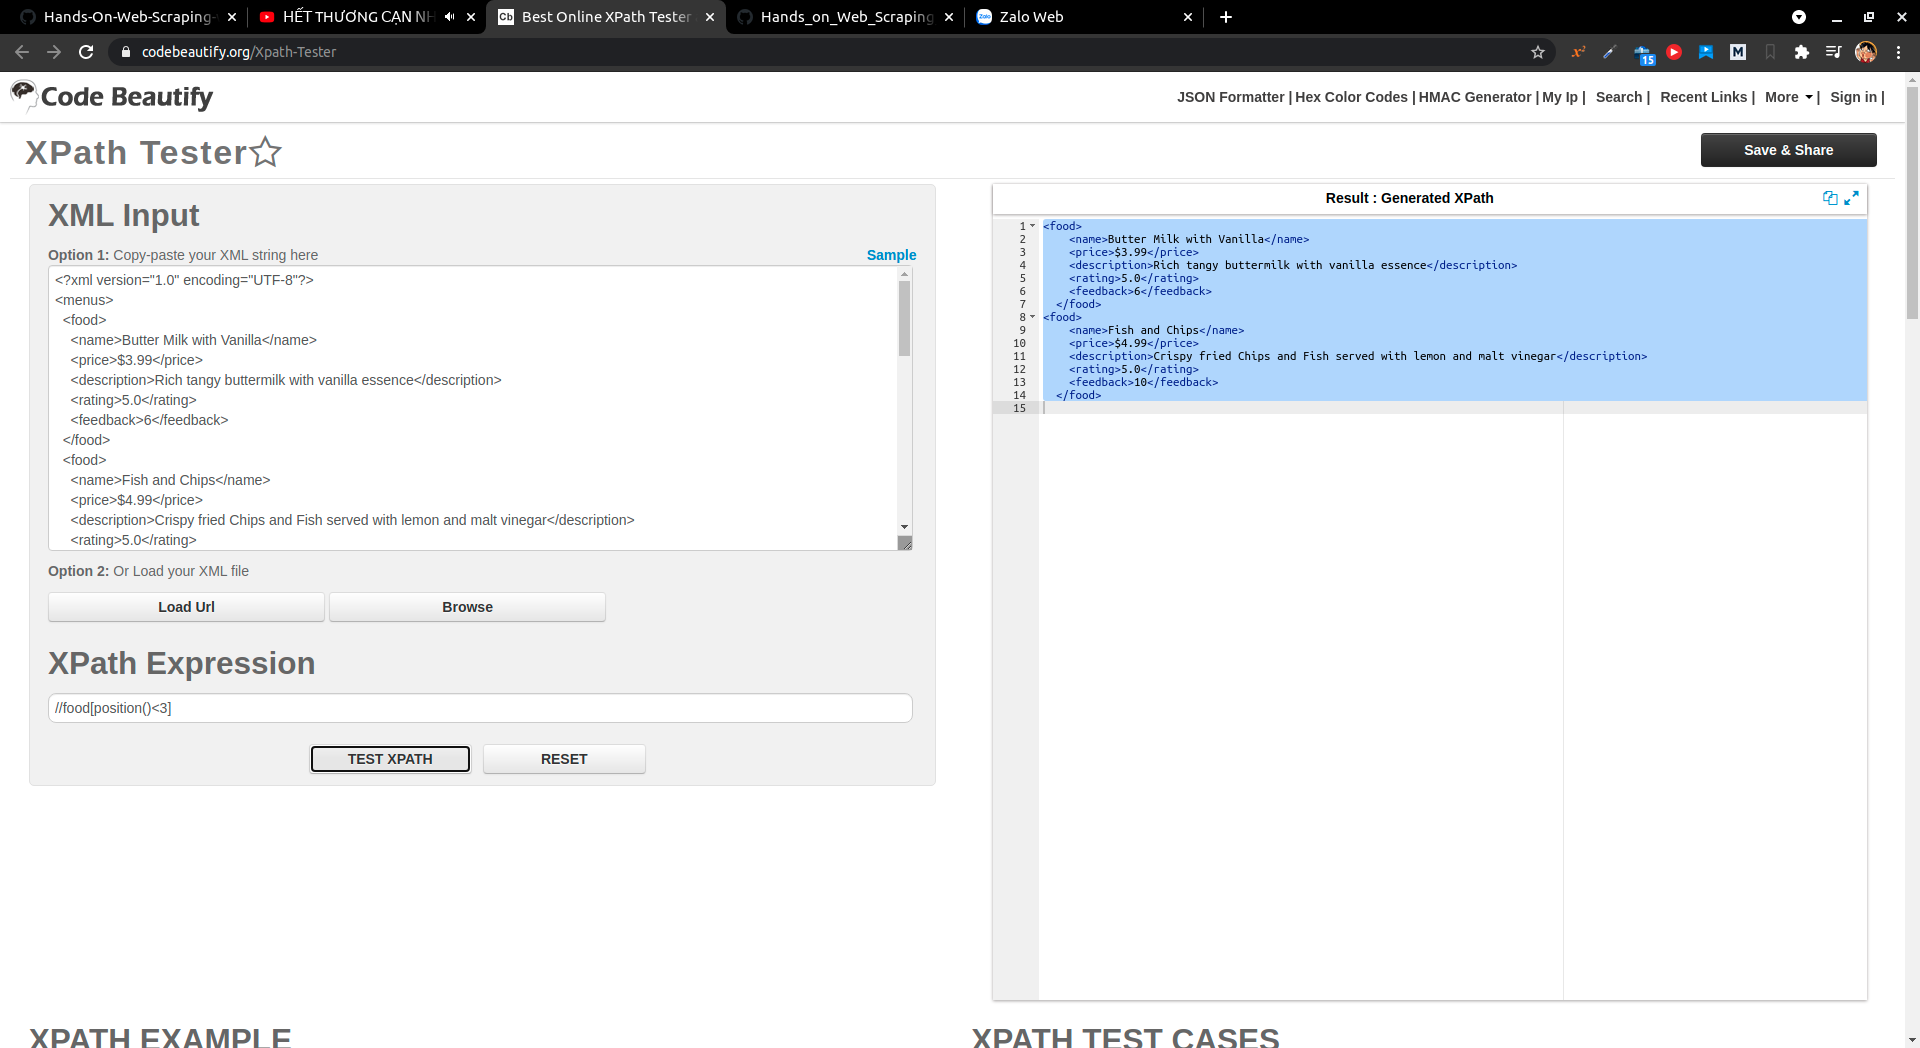 Hands-On-Web-Scraping-
HẾT THƯƠNG CẠN NH
Best Online XPath Tester
Hands_on_Web_Scraping
Zalo Web
codebeautify.org/Xpath-Tester
15
Code Beautify
JSON Formatter | Hex Color Codes | HMAC Generator | My Ip | Search | Recent Links | More | Sign in |
XPath Tester
Save & Share
XML Input
Option 1: Copy-paste your XML string here
Sample
<?xml version="1.0" encoding="UTF-8"?>
<menus>
<food>
<name>Butter Milk with Vanilla</name>
<price>$3.99</price>
<description>Rich tangy buttermilk with vanilla essence</description>
<rating>5.0</rating>
<feedback>6</feedback>
</food>
<food>
<name>Fish and Chips</name>
<price>$4.99</price>
<description>Crispy fried Chips and Fish served with lemon and malt vinegar</description>
<rating>5.0</rating>
Option 2: Or Load your XML file
Load Url
Browse
XPath Expression
//food[position()<3]
TEST XPATH
RESET
Result : Generated XPath
1 <food>
2 <name>Butter Milk with Vanilla</name>
3 <price>$3.99</price>
4 <description>Rich tangy buttermilk with vanilla essence</description>
5 <rating>5.0</rating>
6 <feedback>6</feedback>
7 </food>
8 <food>
9 <name>Fish and Chips</name>
10 <price>$4.99</price>
11 <description>Crispy fried Chips and Fish served with lemon and malt vinegar</description>
12 <rating>5.0</rating>
13 <feedback>10</feedback>
14 </food>
15
XPATH EXAMPLE
XPATH TEST CASES